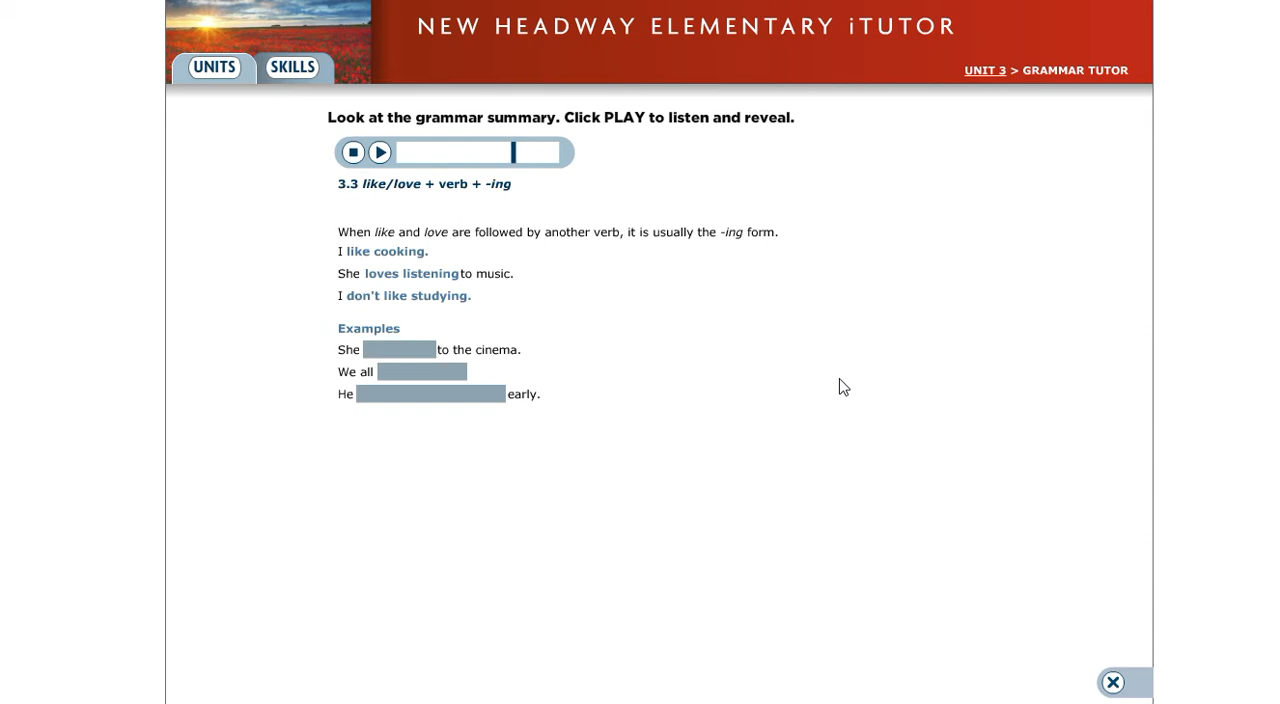 NEW HEADWAY ELEMENTARY iTUTOR
UNITS
SKILLS
UNIT 3 > GRAMMAR TUTOR
Look at the grammar summary. Click PLAY to listen and reveal.
3.3 like/love + verb + -ing
When like and love are followed by another verb, it is usually the -ing form.
I like cooking.
She loves listening to music.
I don't like studying.
Examples
She to the cinema.
We all
He early.